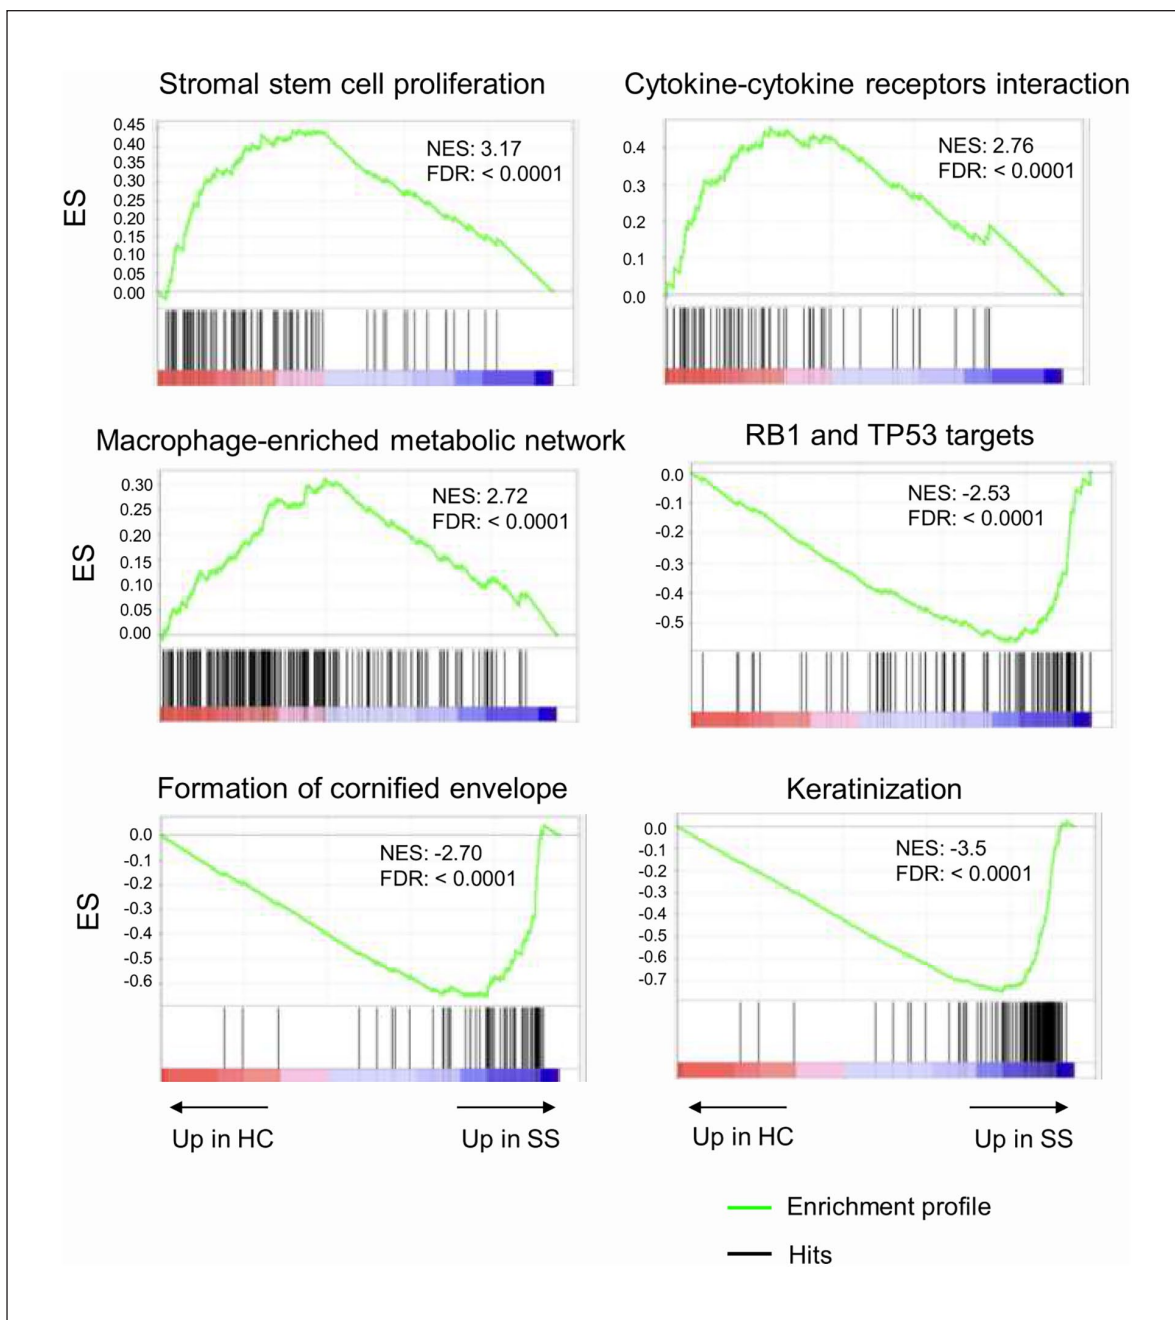 Stromal stem cell proliferation
Cytokine-cytokine receptors interaction
ES
0.45
0.40
0.35
0.30
0.25
0.20
0.15
0.10
0.05
0.00
NES: 3.17
FDR: < 0.0001
0.4
0.3
0.2
0.1
0.0
NES: 2.76
FDR: < 0.0001
Macrophage-enriched metabolic network
RB1 and TP53 targets
ES
0.30
0.25
0.20
0.15
0.10
0.05
0.00
NES: 2.72
FDR: < 0.0001
0.0
-0.1
-0.2
-0.3
-0.4
-0.5
NES: -2.53
FDR: < 0.0001
Formation of cornified envelope
Keratinization
ES
0.0
-0.1
-0.2
-0.3
-0.4
-0.5
-0.6
NES: -2.70
FDR: < 0.0001
0.0
-0.1
-0.2
-0.3
-0.4
-0.5
-0.6
-0.7
NES: -3.5
FDR: < 0.0001
Up in HC
Up in SS
Up in HC
Up in SS
Enrichment profile
Hits